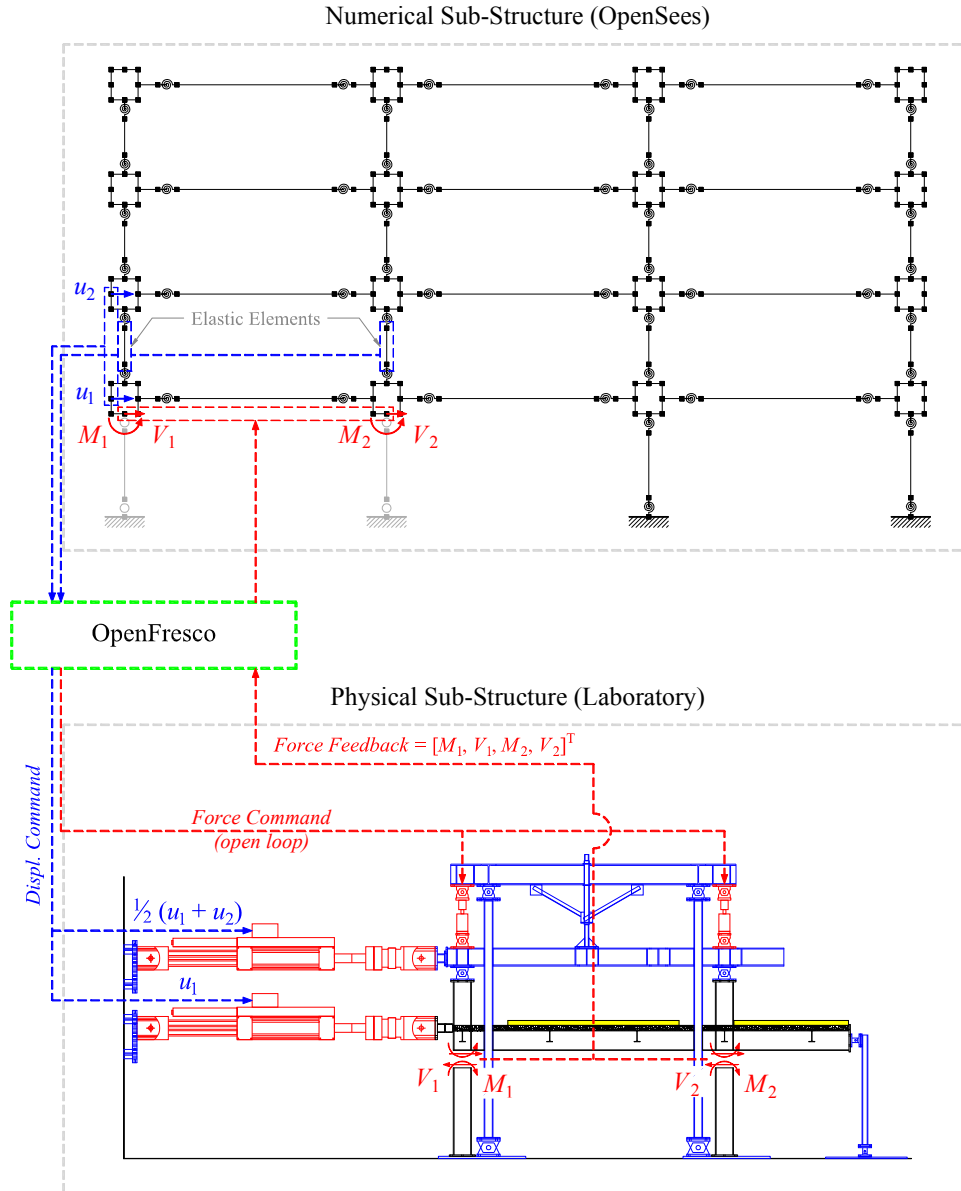 Numerical Sub-Structure (OpenSees)
u2
Elastic Elements
u1
M1 V1 M2 V2
OpenFresco
Physical Sub-Structure (Laboratory)
Force Feedback = [M1, V1, M2, V2]T
Displ. Command
Force Command
(open loop)
½ (u1 + u2)
u1
V1 M1 V2 M2